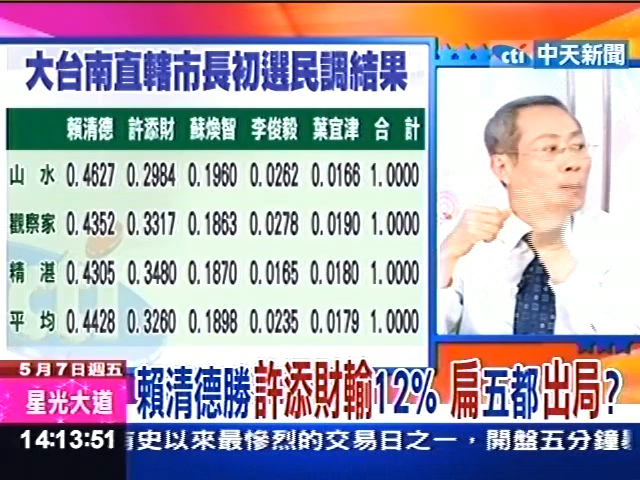 cti 中天新聞
大台南直轄市長初選民調結果
賴清德 許添財 蘇煥智 李俊毅 葉宜津 合 計
山 水 0.4627 0.2984 0.1960 0.0262 0.0166 1.0000
觀察家 0.4352 0.3317 0.1863 0.0278 0.0190 1.0000
精 湛 0.4305 0.3480 0.1870 0.0165 0.0180 1.0000
平 均 0.4428 0.3260 0.1898 0.0235 0.0179 1.0000
5月7日週五
星光大道
賴清德勝許添財輸12% 扁五都出局?
14:13:51
有史以來最慘烈的交易日之一,開盤五分鐘